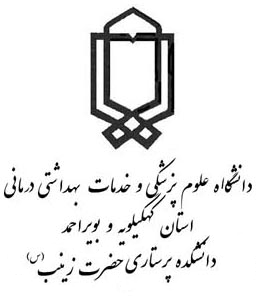 دانشگاه علوم پزشکی و خدمات بهداشتی درمانی
استان کهگیلویه و بویراحمد
دانشکده پرستاری حضرت زینب (س)